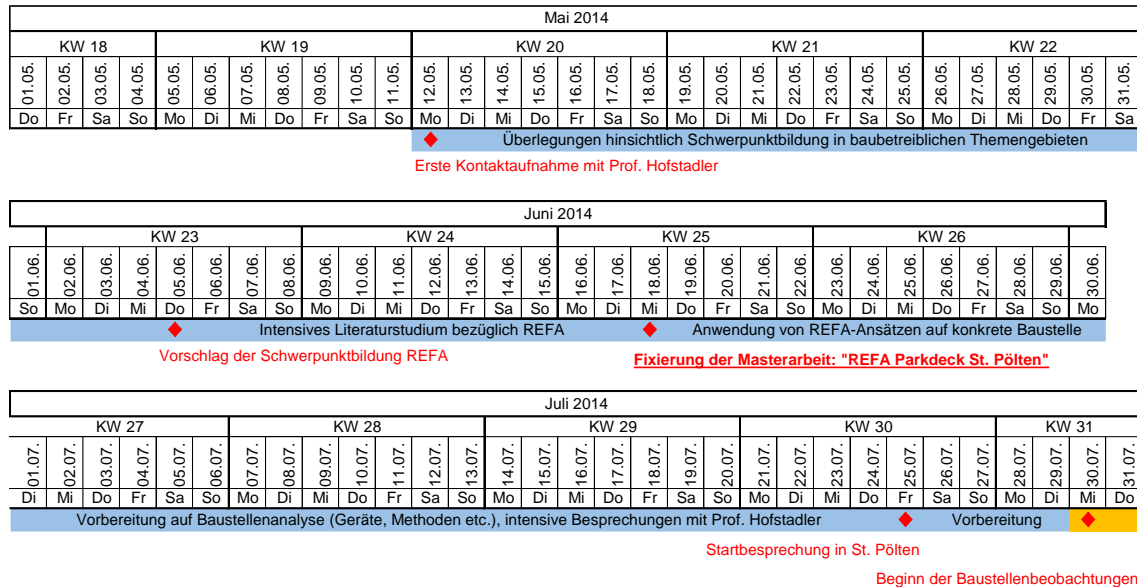 Mai 2014
KW 18 KW 19 KW 20 KW 21 KW 22
01.05. 02.05. 03.05. 04.05. 05.05. 06.05. 07.05. 08.05. 09.05. 10.05. 11.05. 12.05. 13.05. 14.05. 15.05. 16.05. 17.05. 18.05. 19.05. 20.05. 21.05. 22.05. 23.05. 24.05. 25.05. 26.05. 27.05. 28.05. 29.05. 30.05. 31.05.
Do Fr Sa So Mo Di Mi Do Fr Sa So Mo Di Mi Do Fr Sa So Mo Di Mi Do Fr Sa So Mo Di Mi Do Fr Sa
Überlegungen hinsichtlich Schwerpunktbildung in baubetreiblichen Themengebieten
Erste Kontaktaufnahme mit Prof. Hofstadler
Juni 2014
KW 23 KW 24 KW 25 KW 26
01.06. 02.06. 03.06. 04.06. 05.06. 06.06. 07.06. 08.06. 09.06. 10.06. 11.06. 12.06. 13.06. 14.06. 15.06. 16.06. 17.06. 18.06. 19.06. 20.06. 21.06. 22.06. 23.06. 24.06. 25.06. 26.06. 27.06. 28.06. 29.06. 30.06.
So Mo Di Mi Do Fr Sa So Mo Di Mi Do Fr Sa So Mo Di Mi Do Fr Sa So Mo Di Mi Do Fr Sa So Mo
Intensives Literaturstudium bezüglich REFA Anwendung von REFA-Ansätzen auf konkrete Baustelle
Vorschlag der Schwerpunktbildung REFA Fixierung der Masterarbeit: "REFA Parkdeck St. Pölten"
Juli 2014
KW 27 KW 28 KW 29 KW 30 KW 31
01.07. 02.07. 03.07. 04.07. 05.07. 06.07. 07.07. 08.07. 09.07. 10.07. 11.07. 12.07. 13.07. 14.07. 15.07. 16.07. 17.07. 18.07. 19.07. 20.07. 21.07. 22.07. 23.07. 24.07. 25.07. 26.07. 27.07. 28.07. 29.07. 30.07. 31.07.
Di Mi Do Fr Sa So Mo Di Mi Do Fr Sa So Mo Di Mi Do Fr Sa So Mo Di Mi Do Fr Sa So Mo Di Mi Do
Vorbereitung auf Baustellenanalyse (Geräte, Methoden etc.), intensive Besprechungen mit Prof. Hofstadler Vorbereitung
Startbesprechung in St. Pölten
Beginn der Baustellenbeobachtungen